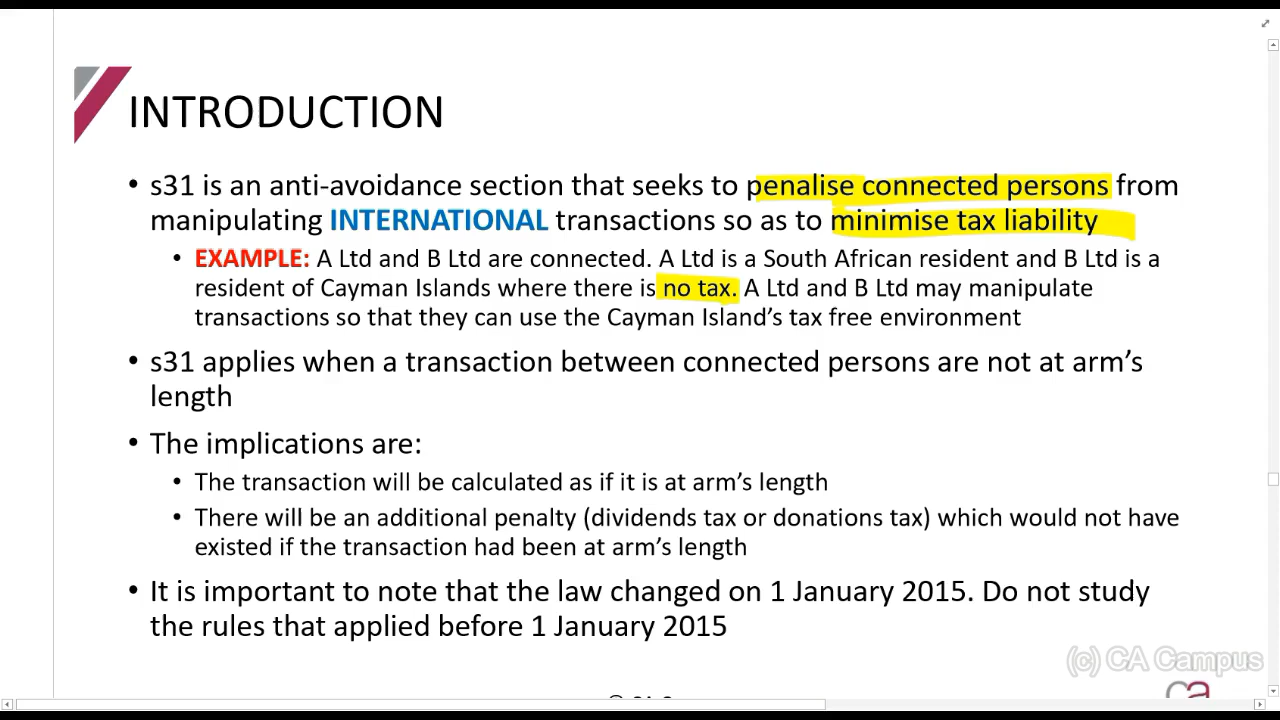 INTRODUCTION
• s31 is an anti-avoidance section that seeks to penalise connected persons from
manipulating INTERNATIONAL transactions so as to minimise tax liability
• EXAMPLE: A Ltd and B Ltd are connected. A Ltd is a South African resident and B Ltd is a
resident of Cayman Islands where there is no tax. A Ltd and B Ltd may manipulate
transactions so that they can use the Cayman Island’s tax free environment
• s31 applies when a transaction between connected persons are not at arm’s
length
• The implications are:
• The transaction will be calculated as if it is at arm’s length
• There will be an additional penalty (dividends tax or donations tax) which would not have
existed if the transaction had been at arm’s length
• It is important to note that the law changed on 1 January 2015. Do not study
the rules that applied before 1 January 2015
(c) CA Campus
ca